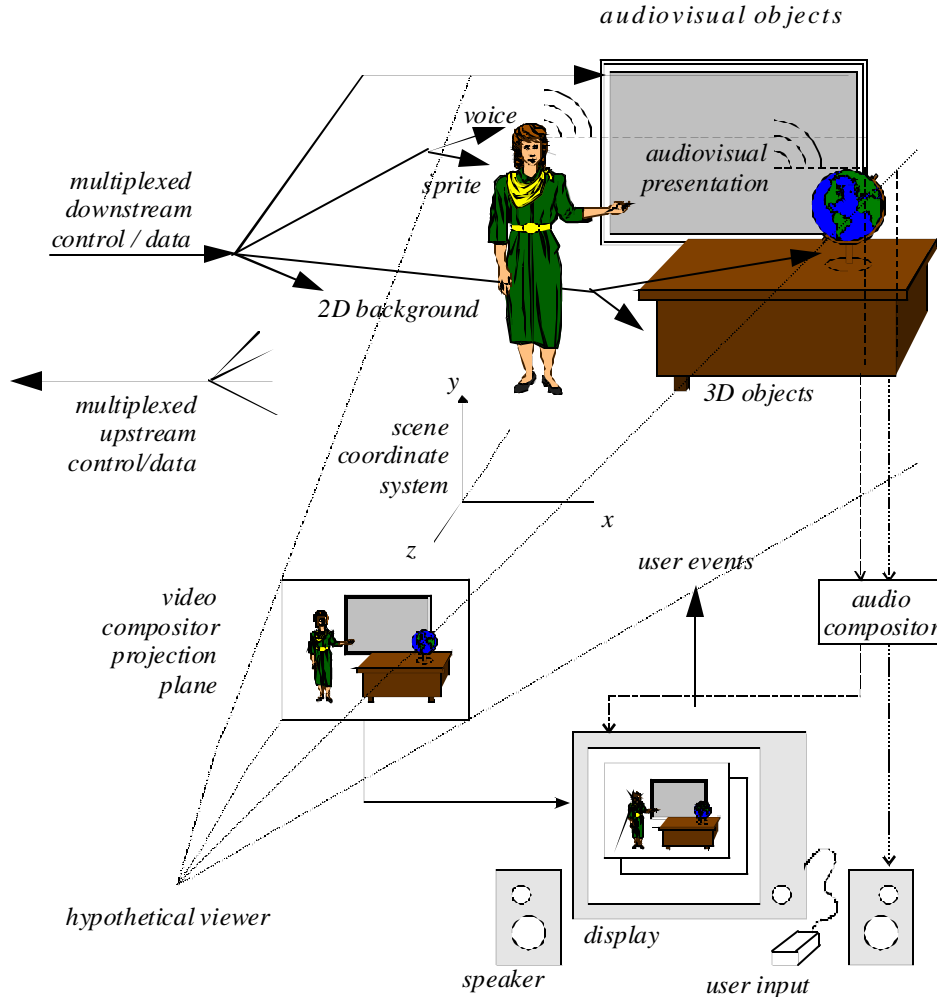 audiovisual objects
voice
sprite
audiovisual
presentation
multiplexed
downstream
control / data
2D background
3D objects
multiplexed
upstream
control/data
y
scene
coordinate
system
x
z
user events
video
compositor
projection
plane
audio
compositor
hypothetical viewer
display
speaker
user input